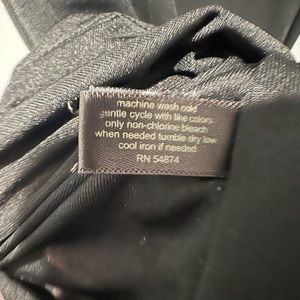 machine wash cold
gentle cycle with like colors
only non-chlorine bleach
when needed tumble dry low
cool iron if needed
RN 54874